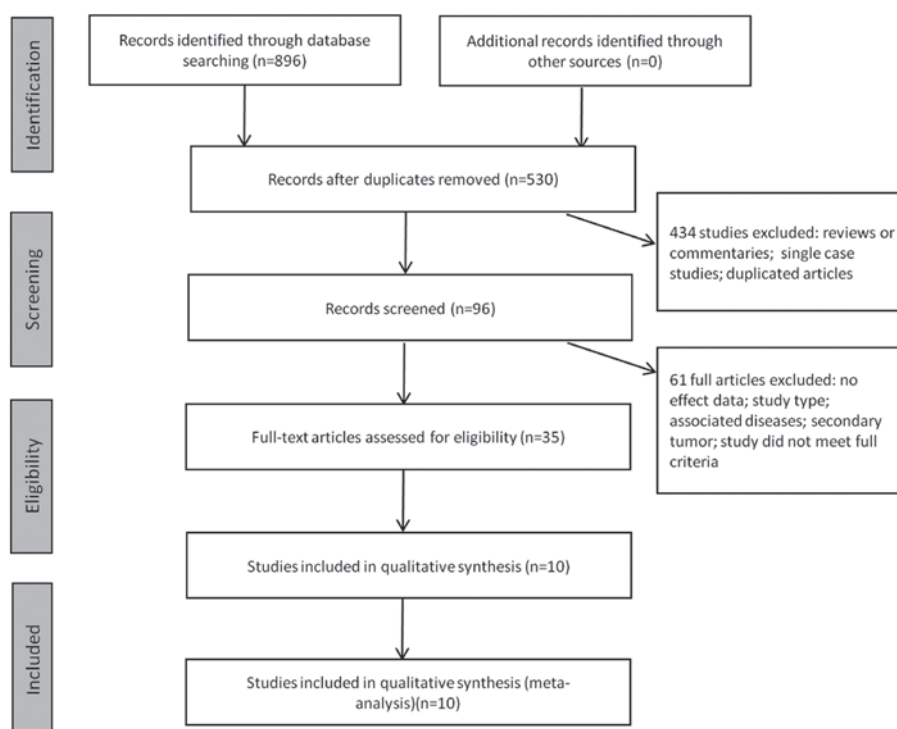 Identification
Records identified through database
searching (n=896)
Additional records identified through
other sources (n=0)
Records after duplicates removed (n=530)
Screening
434 studies excluded: reviews or
commentaries; single case
studies; duplicated articles
Records screened (n=96)
61 full articles excluded: no
effect data; study type;
associated diseases; secondary
tumor; study did not meet full
criteria
Eligibility
Full-text articles assessed for eligibility (n=35)
Studies included in qualitative synthesis (n=10)
Included
Studies included in qualitative synthesis (meta-
analysis)(n=10)